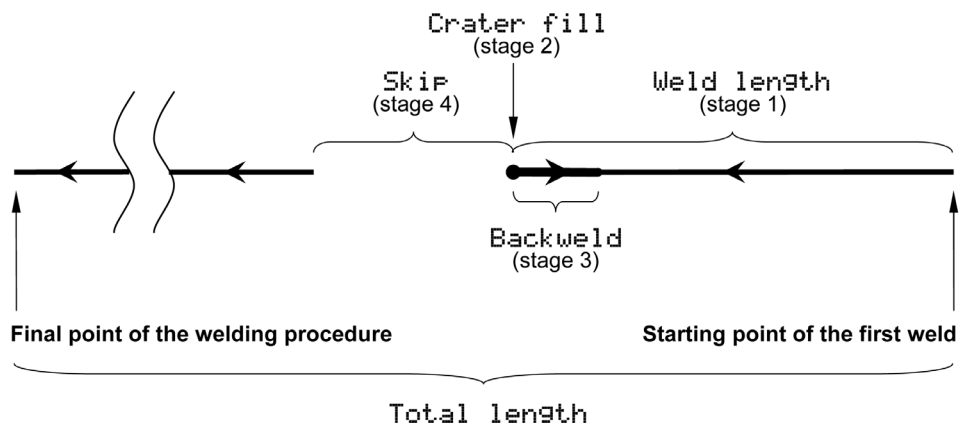 Crater fill
(stage 2)
Skip
(stage 4)
Weld length
(stage 1)
Backweld
(stage 3)
Final point of the welding procedure
Starting point of the first weld
Total length